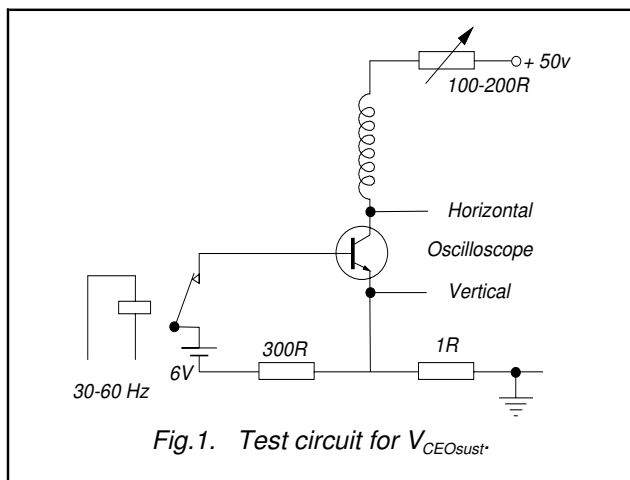 + 50v
100-200R
Horizontal
Oscilloscope
Vertical
300R
1R
6V
30-60 Hz
Fig.1. Test circuit for VCEOsust.